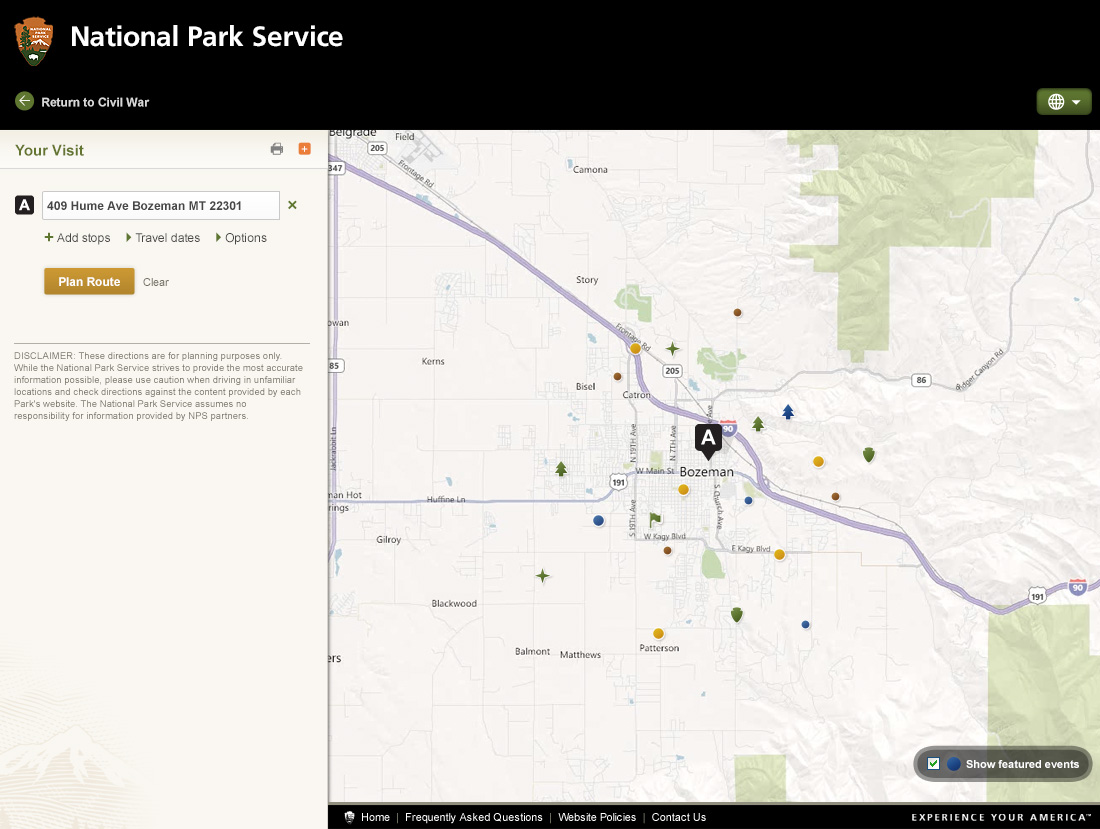 NATIONAL
PARK
SERVICE
National Park Service
Return to Civil War
Your Visit
A
409 Hume Ave Bozeman MT 22301
Add stops
Travel dates
Options
Plan Route
Clear
DISCLAIMER: These directions are for planning purposes only.
While the National Park Service strives to provide the most accurate
information possible, please use caution when driving in unfamiliar
locations and check directions against the content provided by each
Park's website. The National Park Service assumes no
responsibility for information provided by NPS partners.
Belgrade
Field
205
347
Frontage Rd
Camona
Story
owan
Frontage Rd
Kerns
85
205
86
Bridger Canyon Rd
Bisel
Catron
Jackrabbit Ln
N 19TH Ave
N 7TH Ave
Ave
90
A
W Main St
Bozeman
191
man Hot
rings
Huffine Ln
S 19TH Ave
S Church Ave
Gilroy
W Kagy Blvd
E Kagy Blvd
191
90
Blackwood
Balmont
Matthews
Patterson
ers
Show featured events
Home | Frequently Asked Questions | Website Policies | Contact Us
EXPERIENCE YOUR AMERICA™